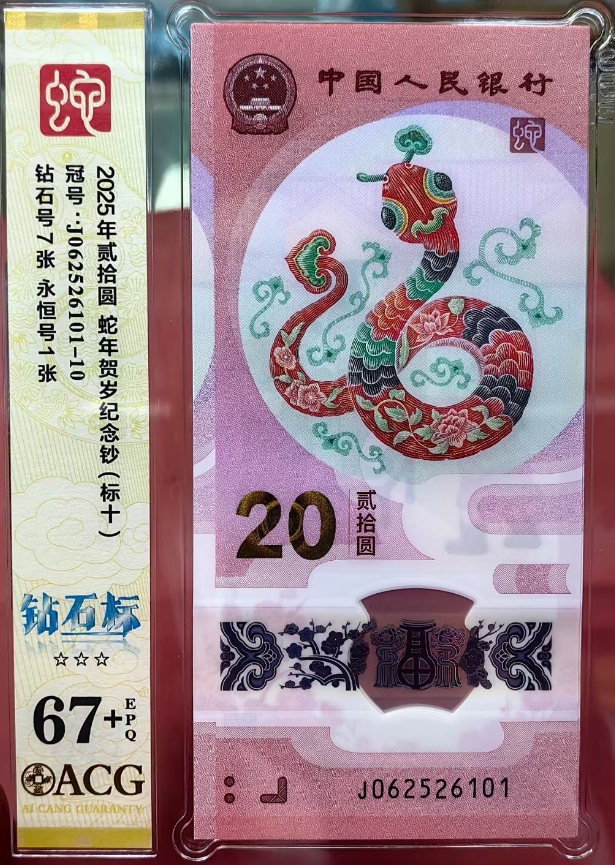 蛇
2025年贰拾圆 蛇年贺岁纪念钞(标十)
冠号:J062526101-10
钻石号7张 永恒号1张
钻石标
☆☆☆
67+EPQ
ACG
AI CANG GUARANTY
中国人民银行
蛇
20
贰拾圆
J062526101